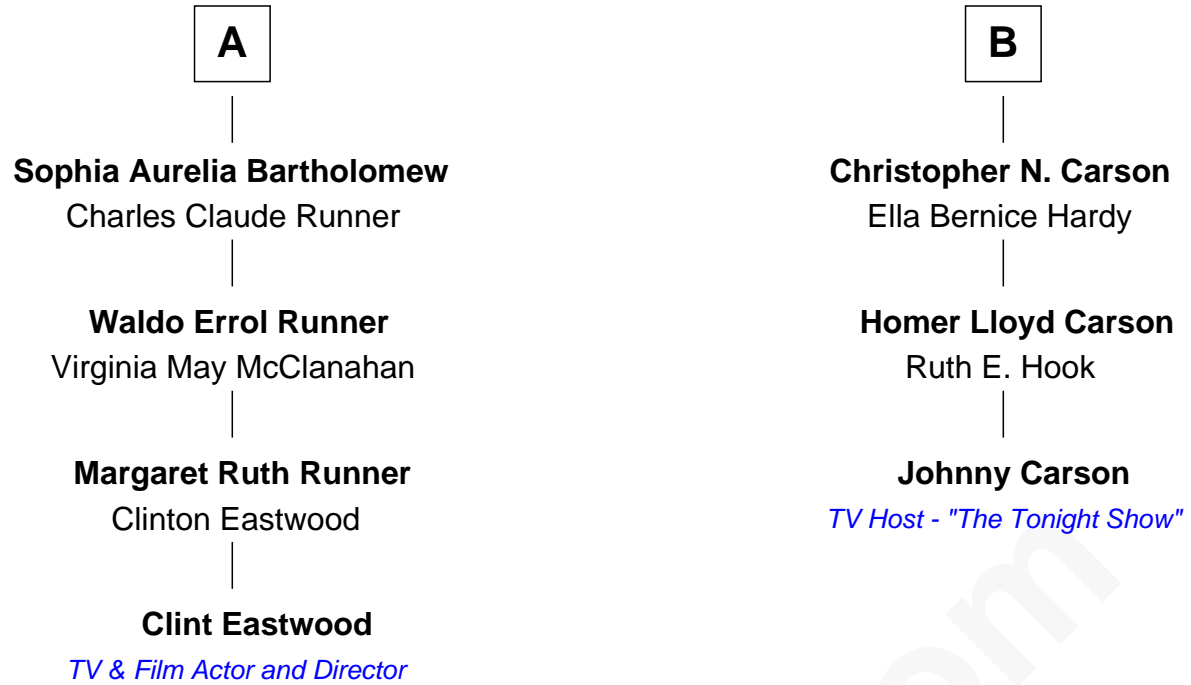 A
Sophia Aurelia Bartholomew
Charles Claude Runner
Waldo Errol Runner
Virginia May McClanahan
Margaret Ruth Runner
Clinton Eastwood
Clint Eastwood
TV & Film Actor and Director
B
Christopher N. Carson
Ella Bernice Hardy
Homer Lloyd Carson
Ruth E. Hook
Johnny Carson
TV Host - "The Tonight Show"
om